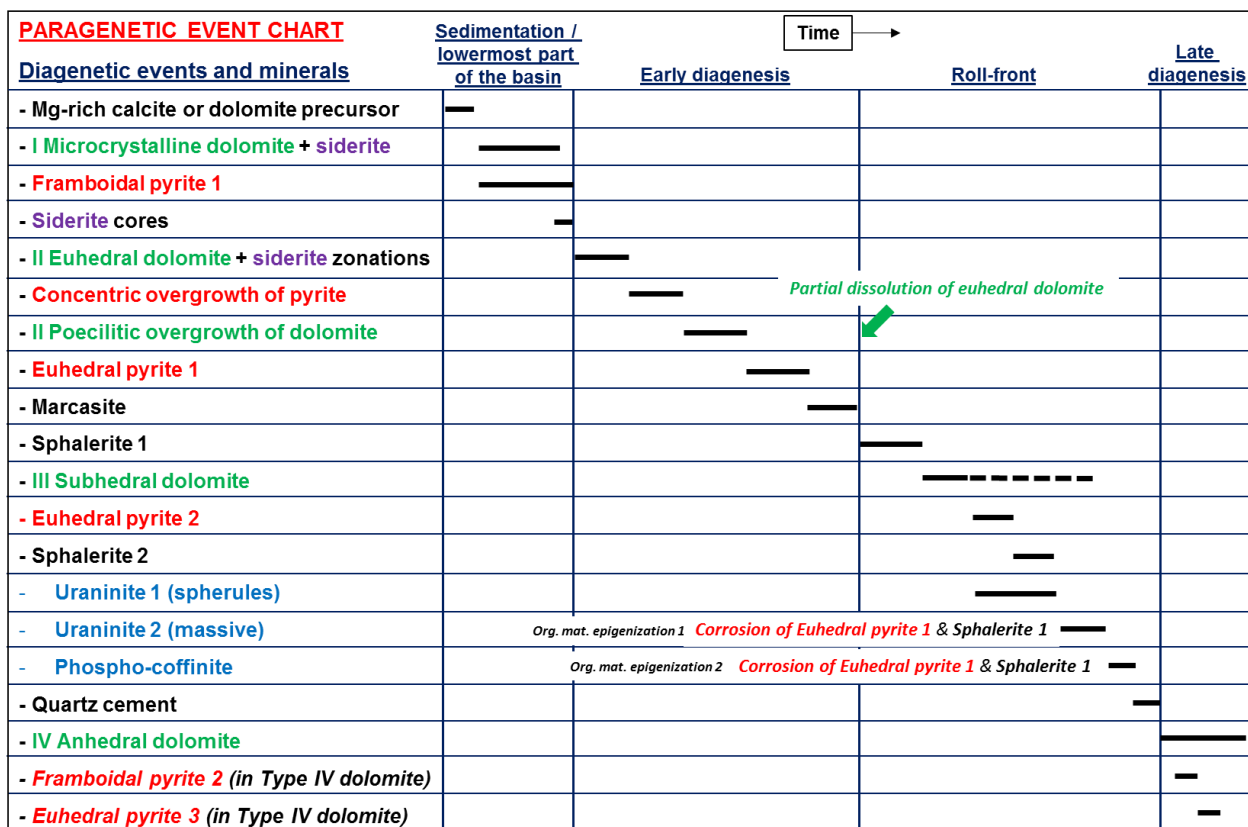 PARAGENETIC EVENT CHART
Diagenetic events and minerals
Sedimentation /
lowermost part
of the basin
Time
Early diagenesis
Roll-front
Late
diagenesis
- Mg-rich calcite or dolomite precursor
- I Microcrystalline dolomite + siderite
- Framboidal pyrite 1
- Siderite cores
- II Euhedral dolomite + siderite zonations
- Concentric overgrowth of pyrite
Partial dissolution of euhedral dolomite
- II Poecilitic overgrowth of dolomite
- Euhedral pyrite 1
- Marcasite
- Sphalerite 1
- III Subhedral dolomite
- Euhedral pyrite 2
- Sphalerite 2
- Uraninite 1 (spherules)
- Uraninite 2 (massive)
Org. mat. epigenization 1 Corrosion of Euhedral pyrite 1 & Sphalerite 1
- Phospho-coffinite
Org. mat. epigenization 2 Corrosion of Euhedral pyrite 1 & Sphalerite 1
- Quartz cement
- IV Anhedral dolomite
- Framboidal pyrite 2 (in Type IV dolomite)
- Euhedral pyrite 3 (in Type IV dolomite)